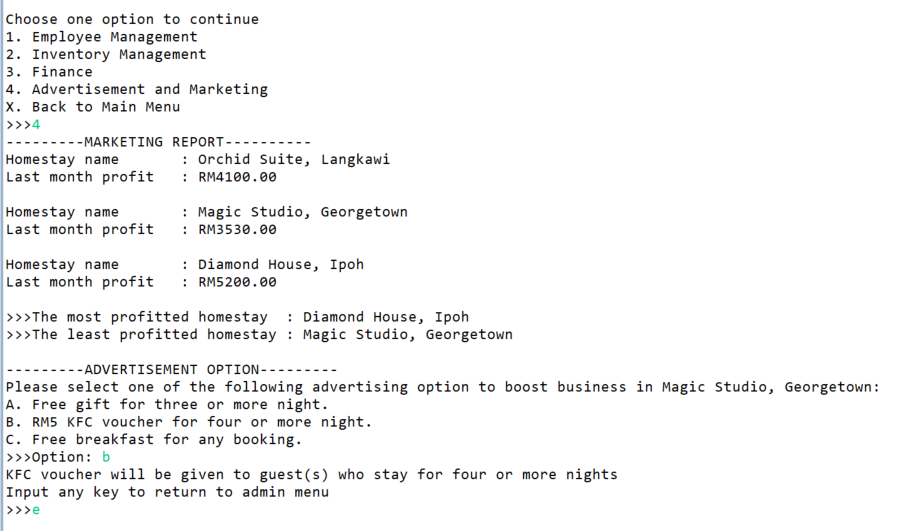 Choose one option to continue
1. Employee Management
2. Inventory Management
3. Finance
4. Advertisement and Marketing
X. Back to Main Menu
>>>4
---------MARKETING REPORT----------
Homestay name       : Orchid Suite, Langkawi
Last month profit   : RM4100.00
Homestay name       : Magic Studio, Georgetown
Last month profit   : RM3530.00
Homestay name       : Diamond House, Ipoh
Last month profit   : RM5200.00
>>>The most profitted homestay  : Diamond House, Ipoh
>>>The least profitted homestay : Magic Studio, Georgetown
---------ADVERTISEMENT OPTION---------
Please select one of the following advertising option to boost business in Magic Studio, Georgetown:
A. Free gift for three or more night.
B. RM5 KFC voucher for four or more night.
C. Free breakfast for any booking.
>>>Option: b
KFC voucher will be given to guest(s) who stay for four or more nights
Input any key to return to admin menu
>>>e